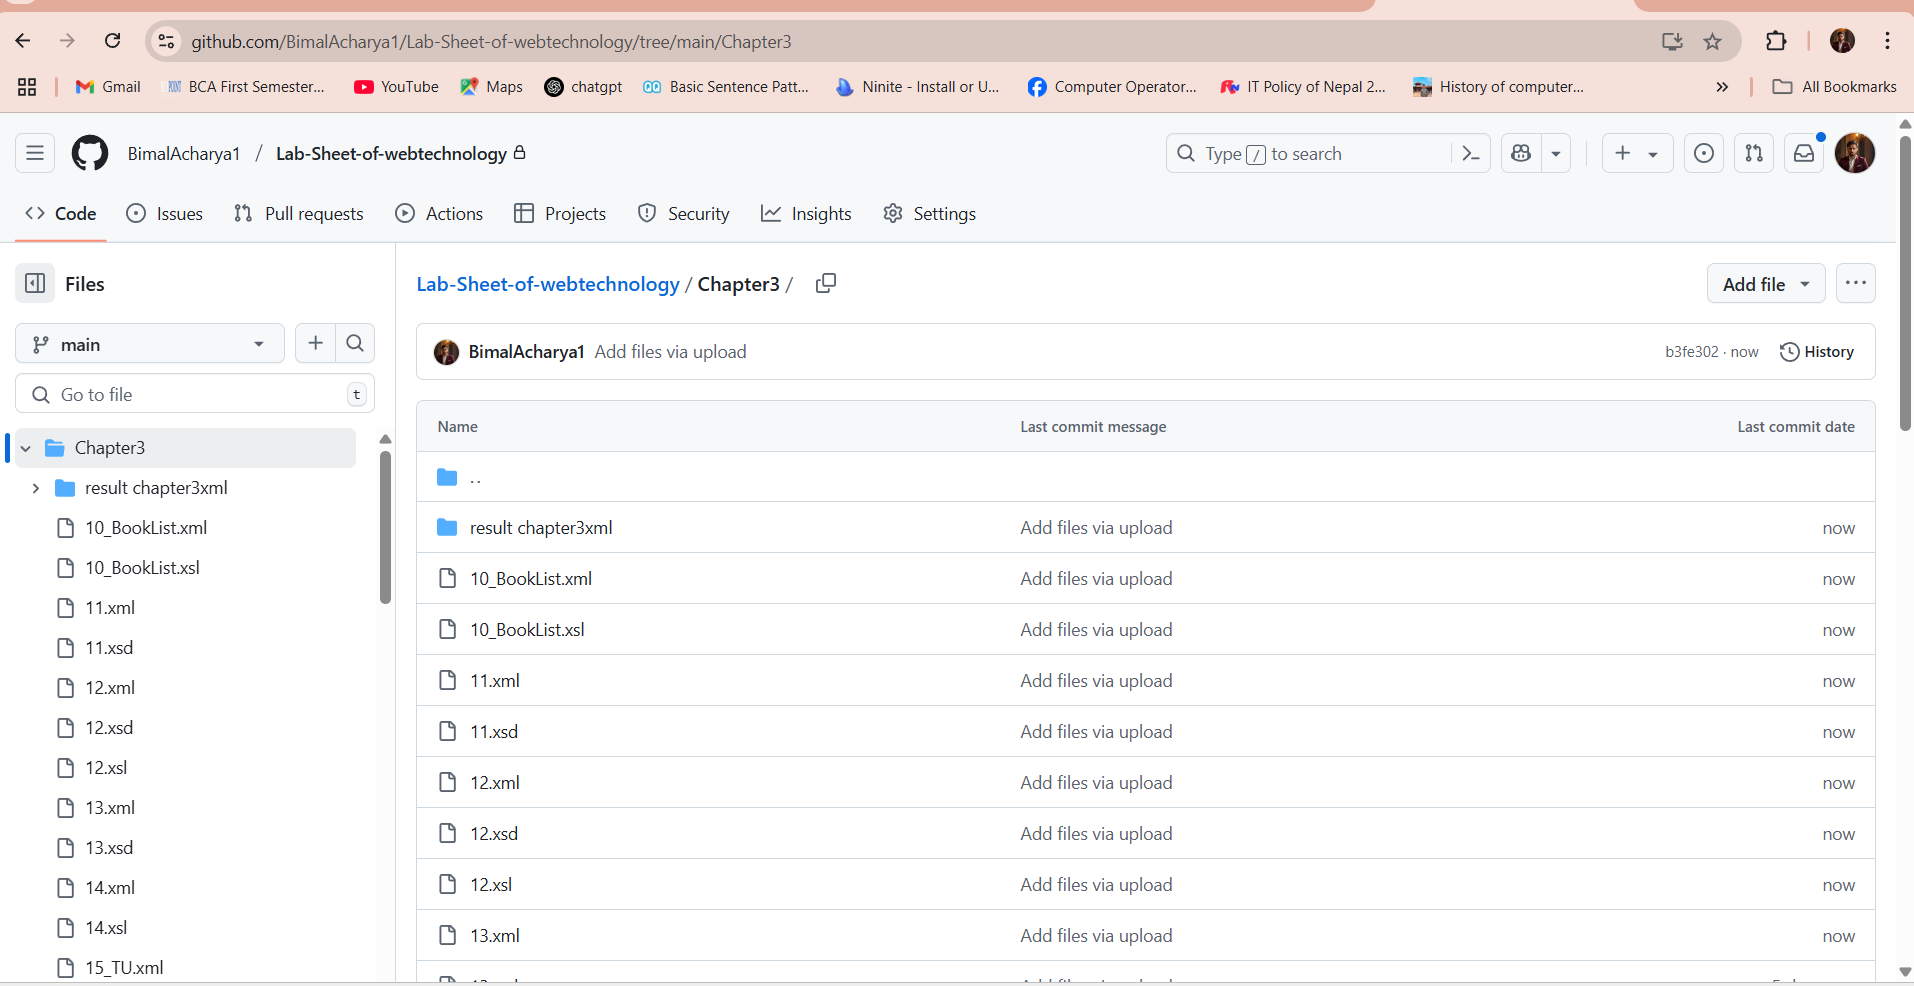 github.com/BimalAcharya1/Lab-Sheet-of-webtechnology/tree/main/Chapter3
Gmail BCA First Semester... YouTube Maps chatgpt Basic Sentence Patt... Ninite - Install or U... Computer Operator... IT Policy of Nepal 2... History of computer... » All Bookmarks
BimalAcharya1 / Lab-Sheet-of-webtechnology Type / to search
Code Issues Pull requests Actions Projects Security Insights Settings
Files
main
Go to file t
Chapter3
result chapter3xml
10_BookList.xml
10_BookList.xsl
11.xml
11.xsd
12.xml
12.xsd
12.xsl
13.xml
13.xsd
14.xml
14.xsl
15_TU.xml
Lab-Sheet-of-webtechnology / Chapter3 / Add file
BimalAcharya1 Add files via upload b3fe302 · now History
Name Last commit message Last commit date
..
result chapter3xml Add files via upload now
10_BookList.xml Add files via upload now
10_BookList.xsl Add files via upload now
11.xml Add files via upload now
11.xsd Add files via upload now
12.xml Add files via upload now
12.xsd Add files via upload now
12.xsl Add files via upload now
13.xml Add files via upload now